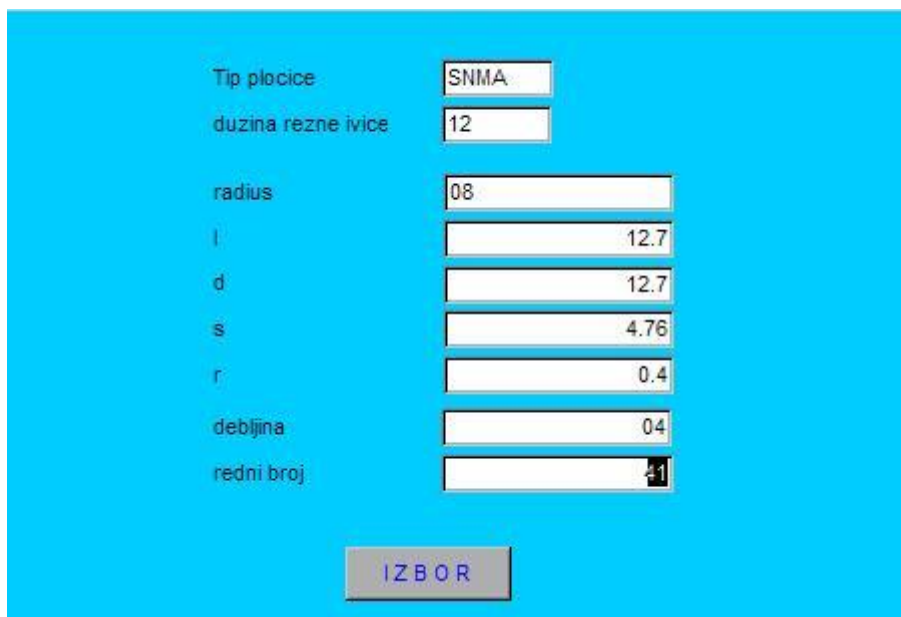 Tip plocice SNMA
duzina rezne ivice 12
radius 08
l 12.7
d 12.7
s 4.76
r 0.4
debljina 04
redni broj 41
IZBOR